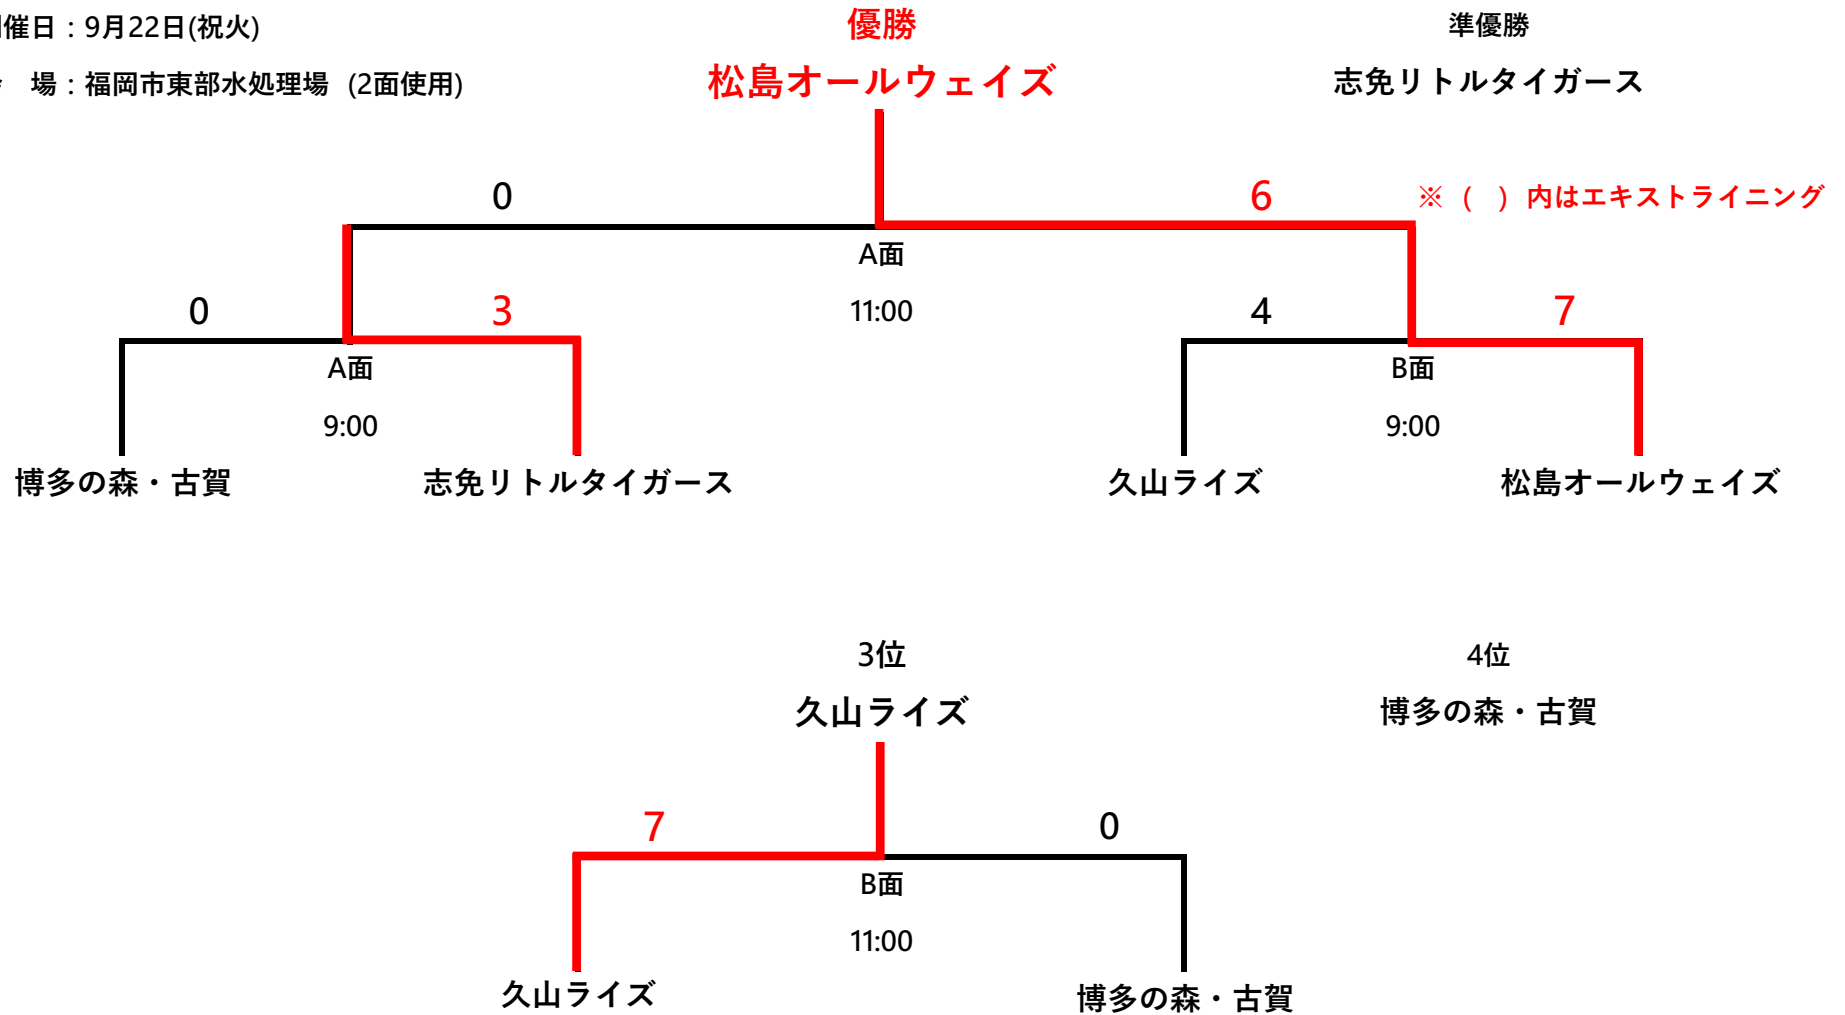 催日：9月22日(祝火)
優勝
準優勝
場：福岡市東部水処理場 (2面使用)
松島オールウェイズ
志免リトルタイガース
0
6
※ ( ) 内はエキストライニング
A面
11:00
0
3
4
7
A面
9:00
B面
9:00
博多の森・古賀
志免リトルタイガース
久山ライズ
松島オールウェイズ
3位
4位
久山ライズ
博多の森・古賀
7
0
B面
11:00
久山ライズ
博多の森・古賀